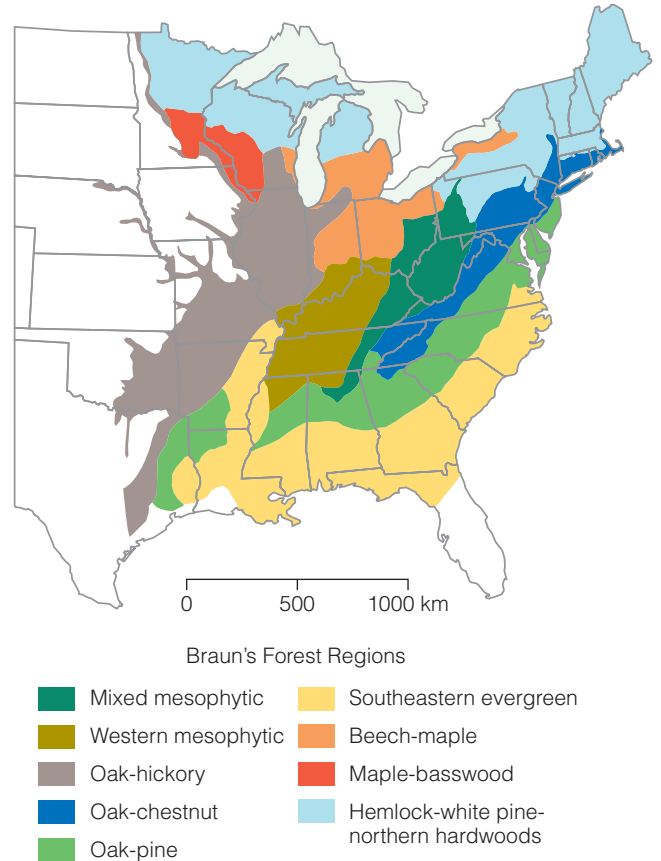 0 500 1000 km
Braun's Forest Regions
Mixed mesophytic
Western mesophytic
Oak-hickory
Oak-chestnut
Oak-pine
Southeastern evergreen
Beech-maple
Maple-basswood
Hemlock-white pine-
northern hardwoods